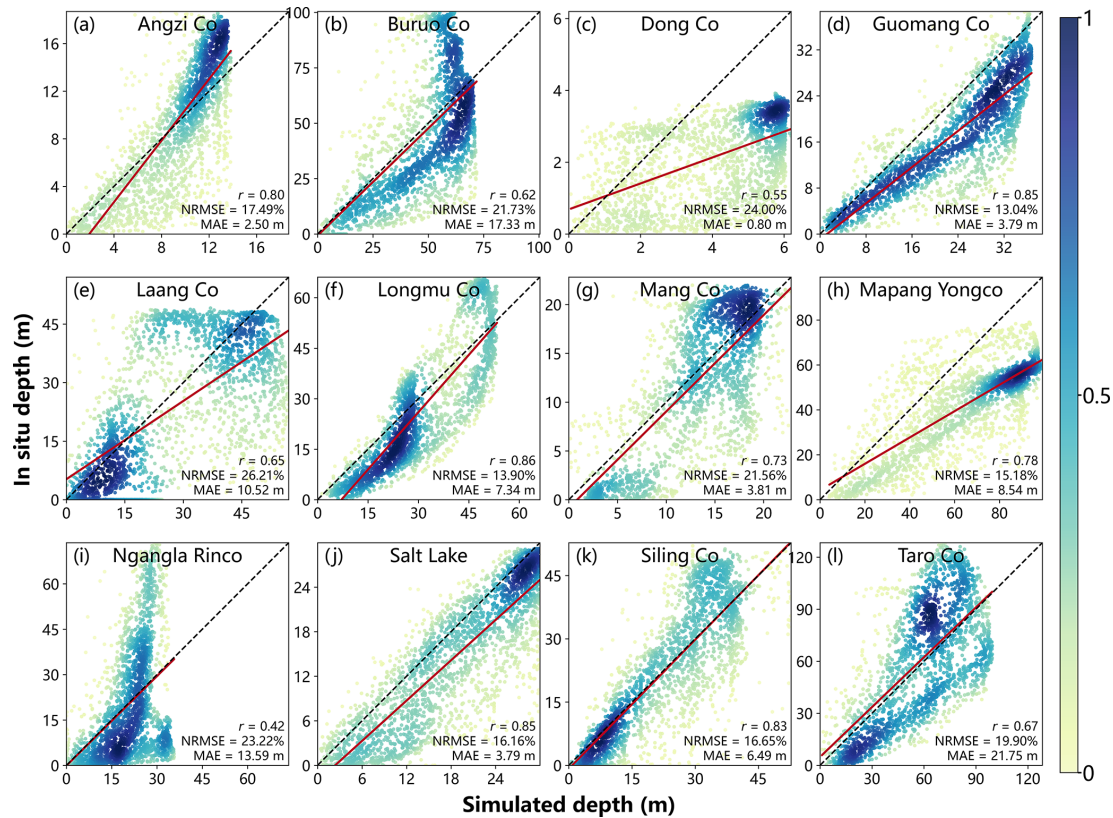 (a) Angzi Co
16
12
8
4
0
0 4 8 12 16
r = 0.80
NRMSE = 17.49%
MAE = 2.50 m
(b) Buruo Co
100
75
50
25
0
0 25 50 75 100
r = 0.62
NRMSE = 21.73%
MAE = 17.33 m
(c) Dong Co
6
4
2
0
0 2 4 6
r = 0.55
NRMSE = 24.00%
MAE = 0.80 m
(d) Guomang Co
32
24
16
8
0
0 8 16 24 32
r = 0.85
NRMSE = 13.04%
MAE = 3.79 m
(e) Laang Co
45
30
15
0
0 15 30 45
r = 0.65
NRMSE = 26.21%
MAE = 10.52 m
(f) Longmu Co
60
45
30
15
0
0 15 30 45 60
r = 0.86
NRMSE = 13.90%
MAE = 7.34 m
(g) Mang Co
20
15
10
5
0
0 5 10 15 20
r = 0.73
NRMSE = 21.56%
MAE = 3.81 m
(h) Mapang Yongco
80
60
40
20
0
0 20 40 60 80
r = 0.78
NRMSE = 15.18%
MAE = 8.54 m
(i) Ngangla Rinco
60
45
30
15
0
0 15 30 45 60
r = 0.42
NRMSE = 23.22%
MAE = 13.59 m
(j) Salt Lake
24
18
12
6
0
0 6 12 18 24
r = 0.85
NRMSE = 16.16%
MAE = 3.79 m
(k) Siling Co
45
30
15
0
0 15 30 45
r = 0.83
NRMSE = 16.65%
MAE = 6.49 m
(l) Taro Co
120
90
60
30
0
0 30 60 90 120
r = 0.67
NRMSE = 19.90%
MAE = 21.75 m
In situ depth (m)
Simulated depth (m)
1
0.5
0